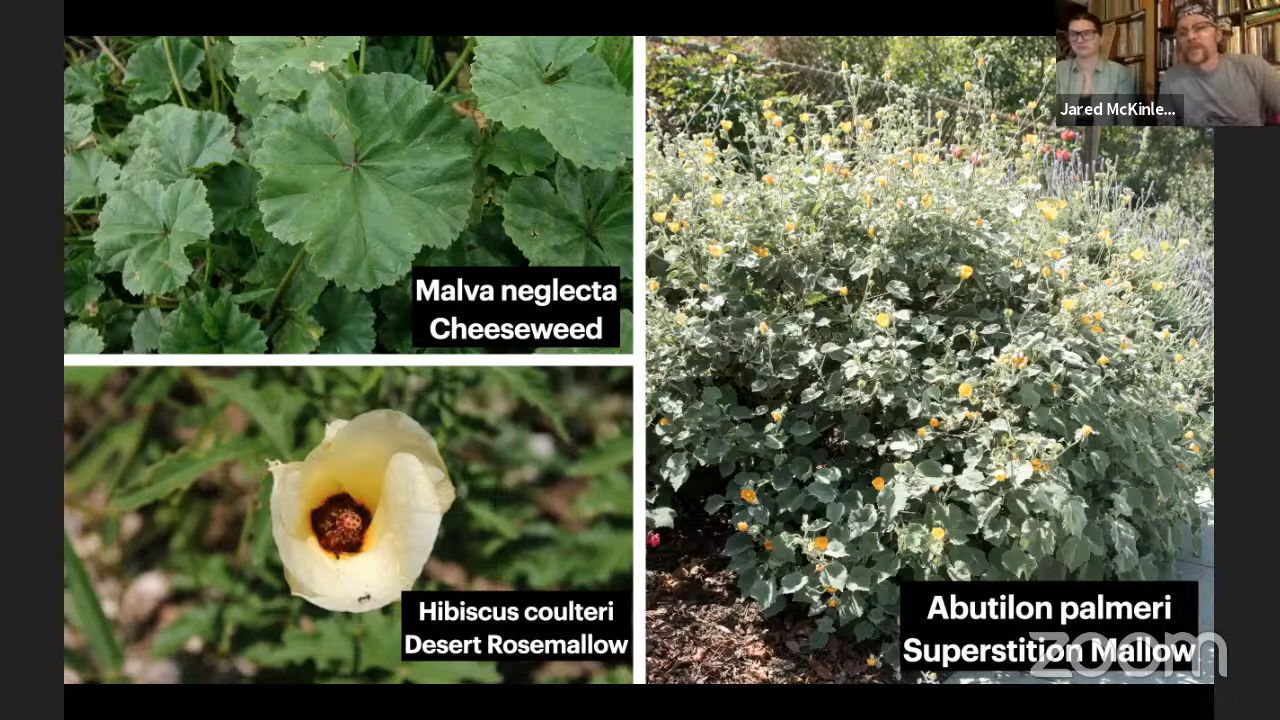 Jared McKinle...
Malva neglecta
Cheeseweed
Hibiscus coulteri
Desert Rosemallow
Abutilon palmeri
Superstition Mallow
zoom